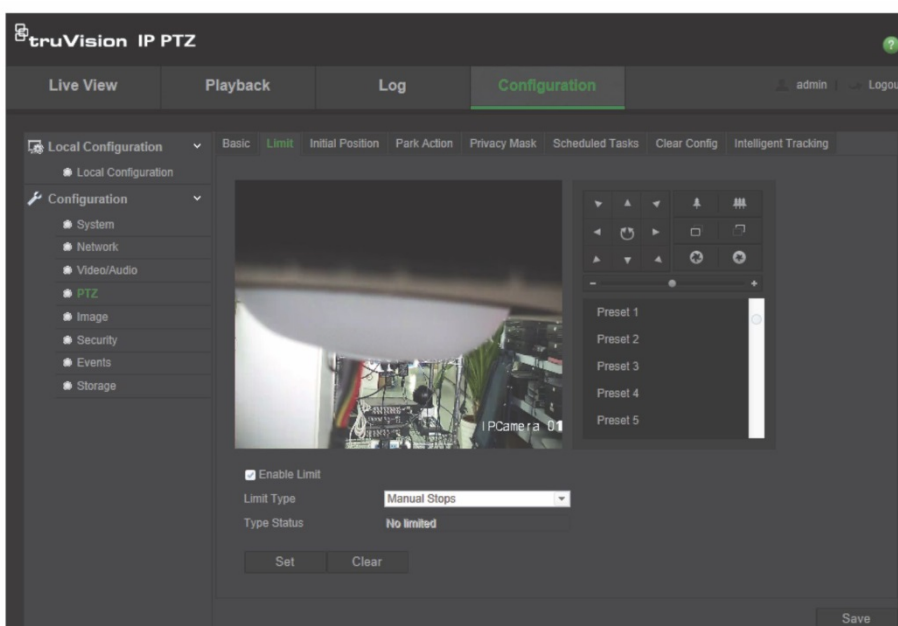 truVision IP PTZ
?
Live View Playback Log Configuration admin Logou
Local Configuration
Local Configuration
Configuration
System
Network
Video/Audio
PTZ
Image
Security
Events
Storage
Basic Limit Initial Position Park Action Privacy Mask Scheduled Tasks Clear Config Intelligent Tracking
IPCamera 01
Preset 1
Preset 2
Preset 3
Preset 4
Preset 5
Enable Limit
Limit Type Manual Stops
Type Status No limited
Set Clear
Save